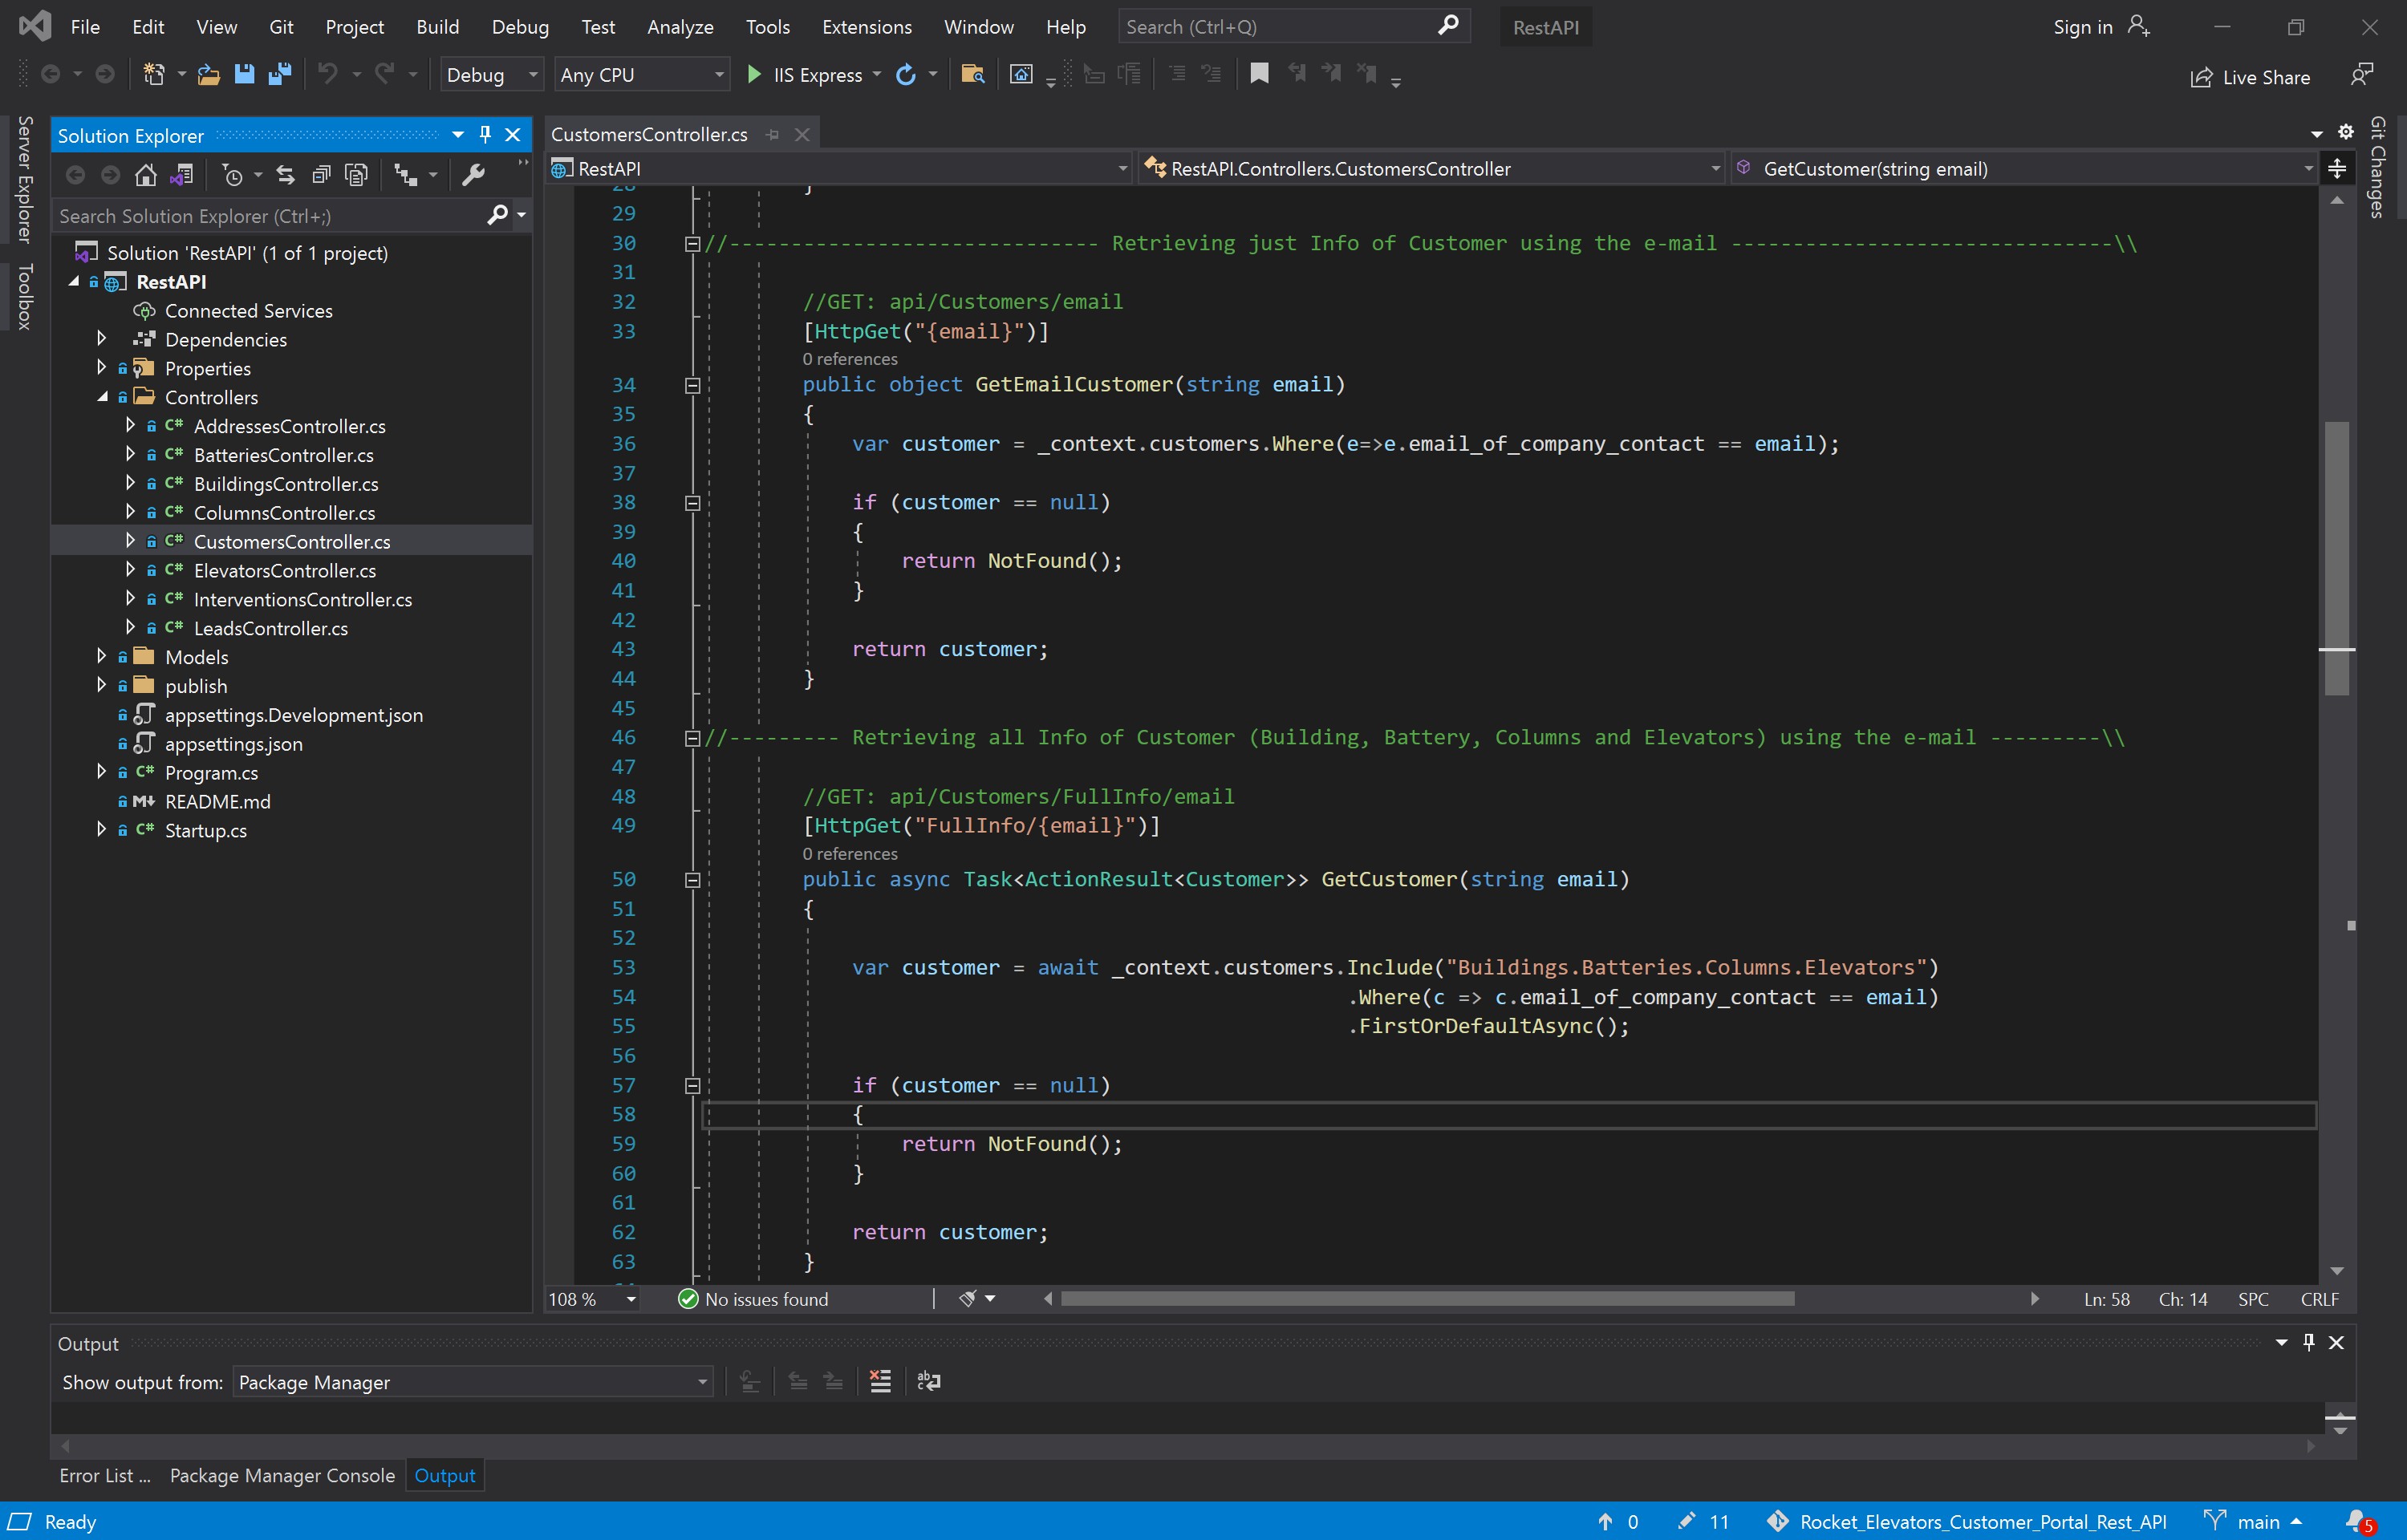 File Edit View Git Project Build Debug Test Analyze Tools Extensions Window Help Search (Ctrl+Q) RestAPI Sign in
Debug Any CPU IIS Express Live Share
Server Explorer
Toolbox
Solution Explorer
Search Solution Explorer (Ctrl+;)
Solution 'RestAPI' (1 of 1 project)
RestAPI
Connected Services
Dependencies
Properties
Controllers
C# AddressesController.cs
C# BatteriesController.cs
C# BuildingsController.cs
C# ColumnsController.cs
C# CustomersController.cs
C# ElevatorsController.cs
C# InterventionsController.cs
C# LeadsController.cs
Models
publish
appsettings.Development.json
appsettings.json
C# Program.cs
M↓ README.md
C# Startup.cs
CustomersController.cs
RestAPI RestAPI.Controllers.CustomersController GetCustomer(string email)
28 }
29
30 //------------------------------ Retrieving just Info of Customer using the e-mail -------------------------------\\
31
32 //GET: api/Customers/email
33 [HttpGet("{email}")]
0 references
34 public object GetEmailCustomer(string email)
35 {
36 var customer = _context.customers.Where(e=>e.email_of_company_contact == email);
37
38 if (customer == null)
39 {
40 return NotFound();
41 }
42
43 return customer;
44 }
45
46 //--------- Retrieving all Info of Customer (Building, Battery, Columns and Elevators) using the e-mail ---------\\
47
48 //GET: api/Customers/FullInfo/email
49 [HttpGet("FullInfo/{email}")]
0 references
50 public async Task<ActionResult<Customer>> GetCustomer(string email)
51 {
52
53 var customer = await _context.customers.Include("Buildings.Batteries.Columns.Elevators")
54 .Where(c => c.email_of_company_contact == email)
55 .FirstOrDefaultAsync();
56
57 if (customer == null)
58 {
59 return NotFound();
60 }
61
62 return customer;
63 }
108 % No issues found Ln: 58 Ch: 14 SPC CRLF
Git Changes
Output
Show output from: Package Manager
Error List ... Package Manager Console Output
Ready 0 11 Rocket_Elevators_Customer_Portal_Rest_API main 5